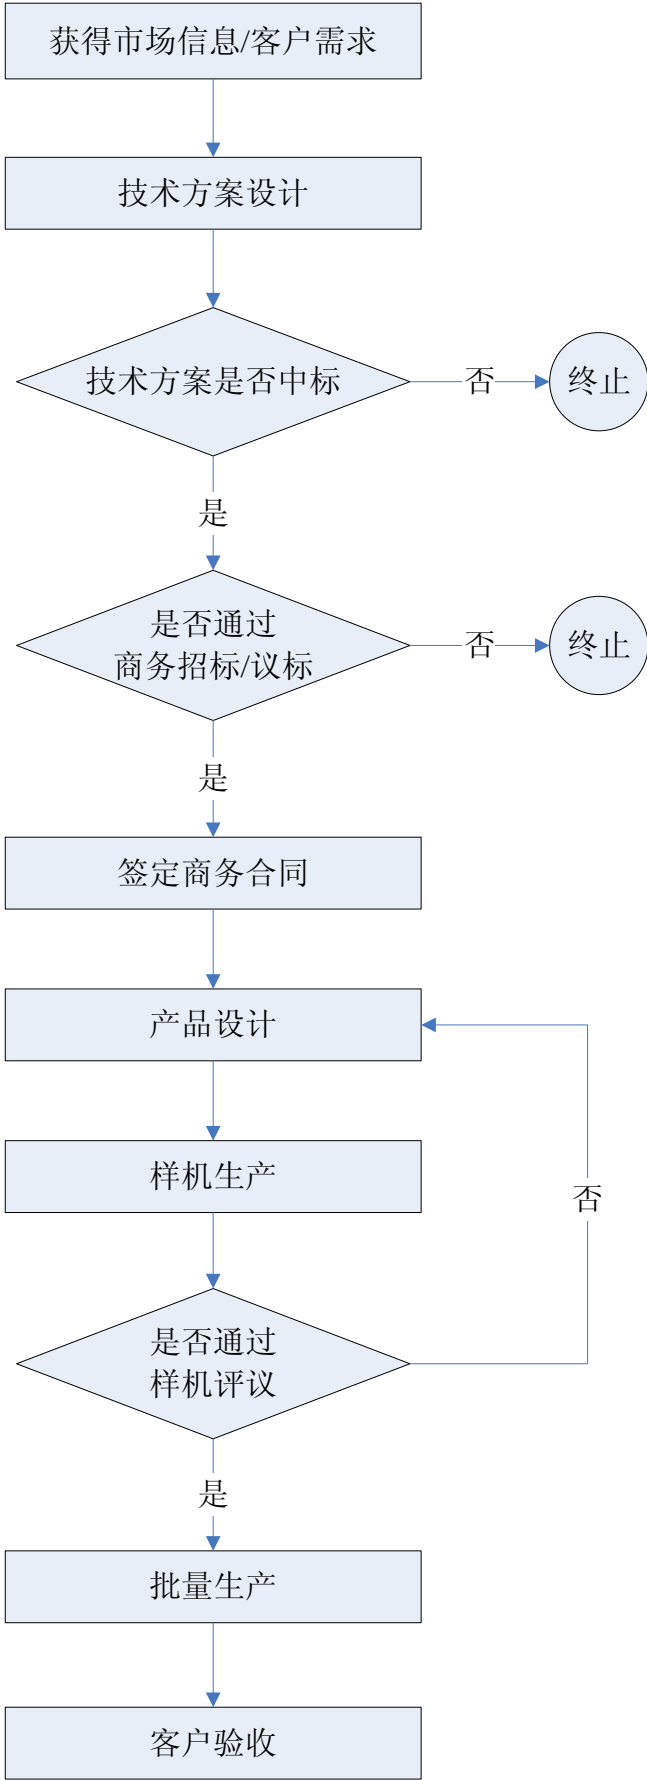 获得市场信息/客户需求
技术方案设计
技术方案是否中标
否
终止
是
是否通过
商务招标/议标
否
终止
是
签定商务合同
产品设计
样机生产
否
是否通过
样机评议
是
批量生产
客户验收